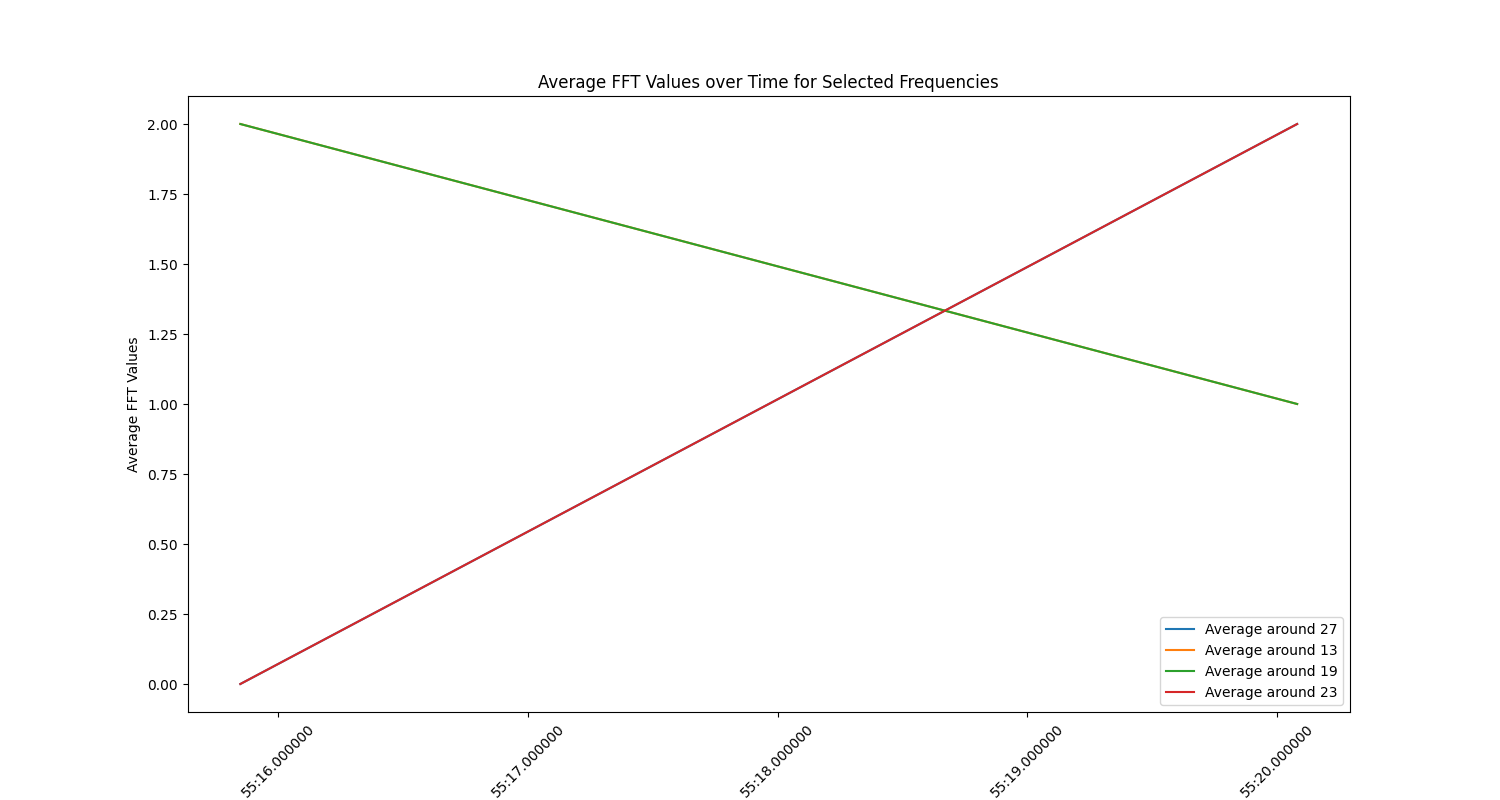 Average FFT Values over Time for Selected Frequencies
Average FFT Values
2.00
1.75
1.50
1.25
1.00
0.75
0.50
0.25
0.00
Average around 27
Average around 13
Average around 19
Average around 23
55:16.000000
55:17.000000
55:18.000000
55:19.000000
55:20.000000